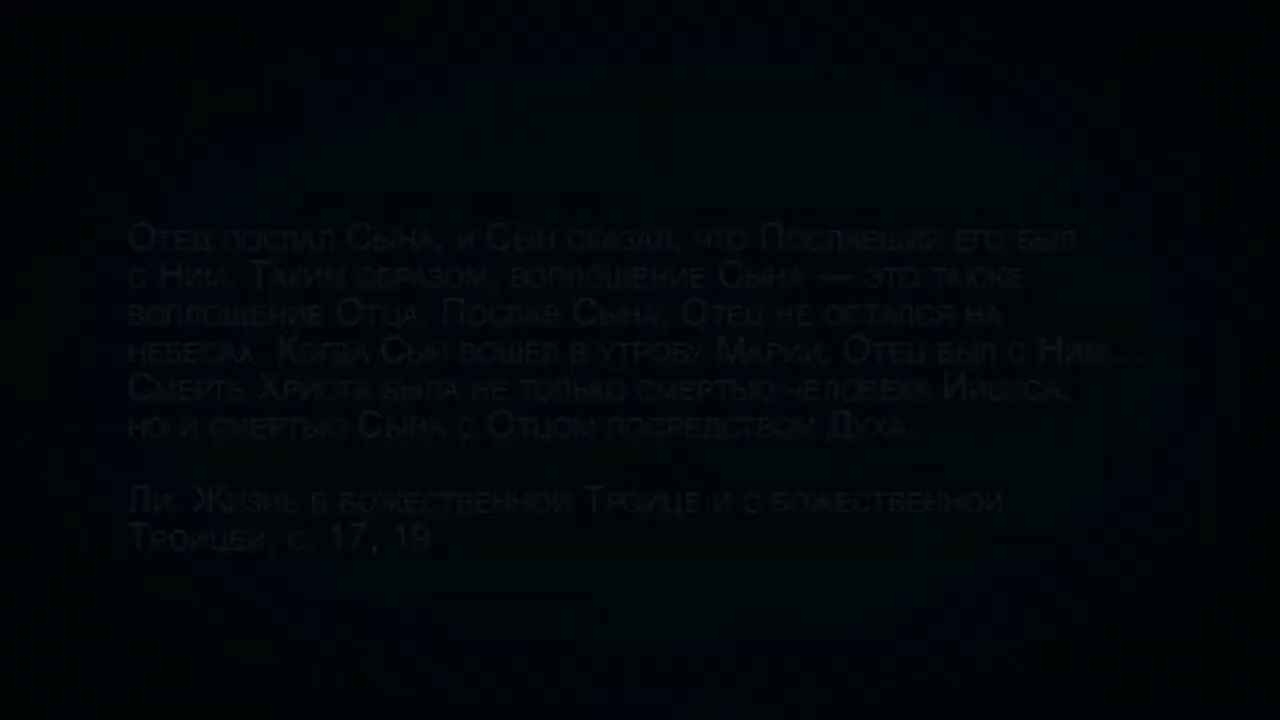 Отец послал Сына, и Сын сказал, что Пославший его был
с Ним. Таким образом, воплощение Сына — это также
воплощение Отца. Послав Сына, Отец не остался на
небесах. Когда Сын вошел в утробу Марии, Отец был с Ним...
Смерть Христа была не только смертью человека Иисуса,
но и смертью Сына с Отцом посредством Духа.
Ли. Жизнь в божественной Троице и с божественной
Троицей, с. 17, 19